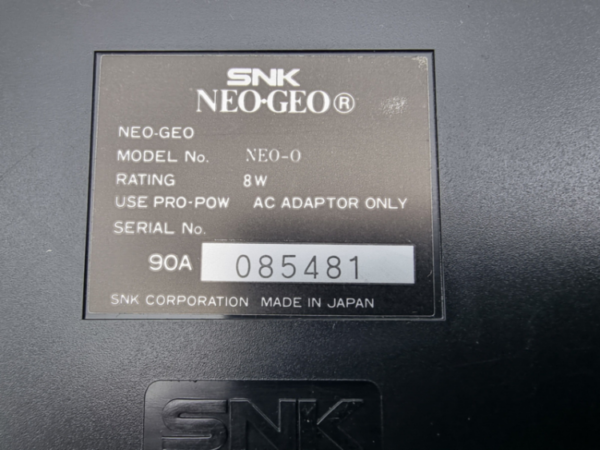 SNK
NEO·GEO®
NEO-GEO
MODEL No. NEO-0
RATING 8W
USE PRO-POW AC ADAPTOR ONLY
SERIAL No.
90A 085481
SNK CORPORATION MADE IN JAPAN
SNK